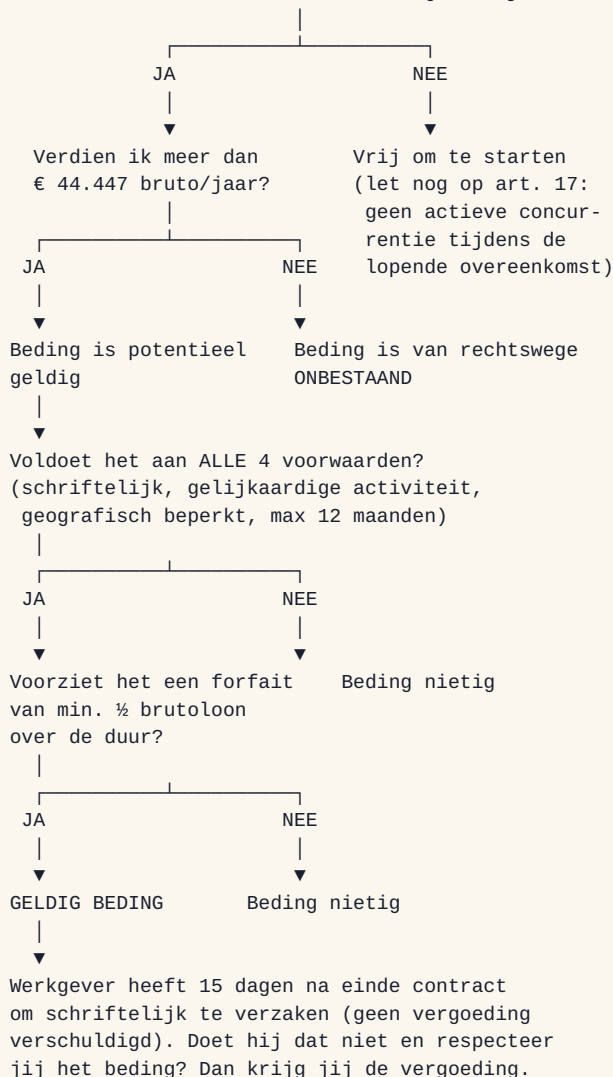 JA NEE
Verdien ik meer dan Vrij om te starten
€ 44.447 bruto/jaar? (let nog op art. 17:
geen actieve concur-
rentie tijdens de
JA NEE lopende overeenkomst)
Beding is potentieel Beding is van rechtswege
geldig ONBESTAAND
Voldoet het aan ALLE 4 voorwaarden?
(schriftelijk, gelijkaardige activiteit,
geografisch beperkt, max 12 maanden)
JA NEE
Voorziet het een forfait Beding nietig
van min. ½ brutoloon
over de duur?
JA NEE
GELDIG BEDING Beding nietig
Werkgever heeft 15 dagen na einde contract
om schriftelijk te verzaken (geen vergoeding
verschuldigd). Doet hij dat niet en respecteer
jij het beding? Dan krijg jij de vergoeding.